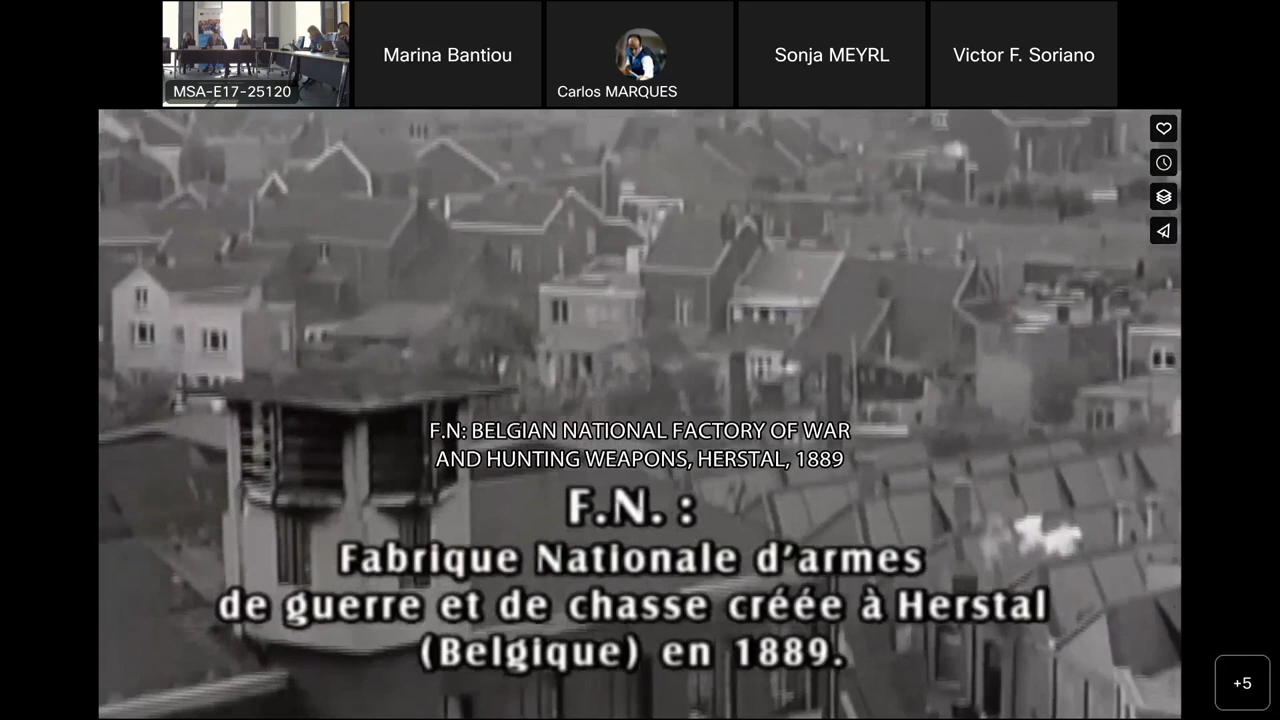 Marina Bantiou
Sonja MEYRL
Victor F. Soriano
MSA-E17-25120
Carlos MARQUES
F.N: BELGIAN NATIONAL FACTORY OF WAR
AND HUNTING WEAPONS, HERSTAL, 1889
F.N. :
Fabrique Nationale d'armes
de guerre et de chasse créée à Herstal
(Belgique) en 1889.
+5